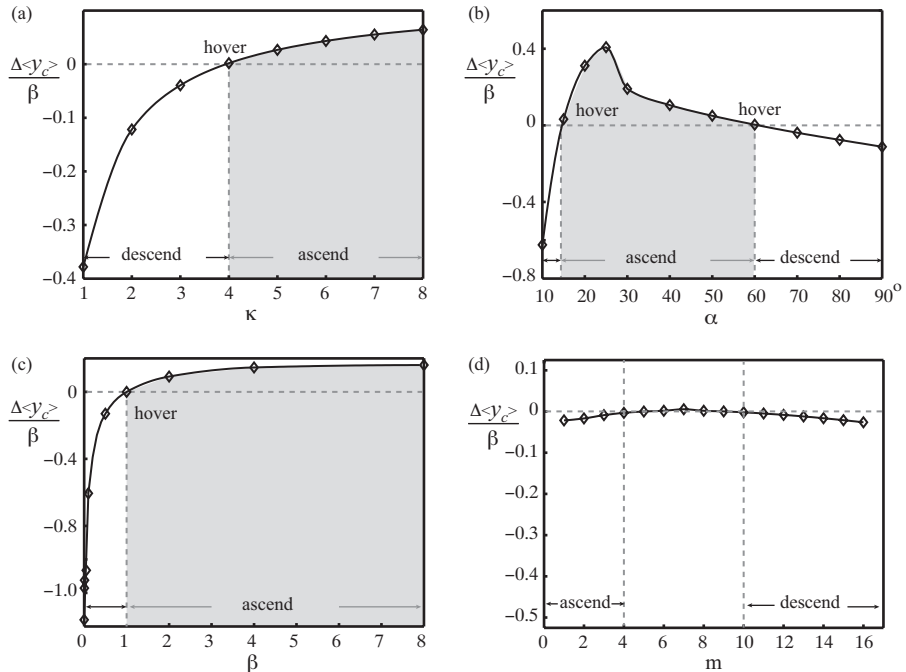 (a)
hover
0
Δ<y_c>
β
−0.1
−0.2
−0.3
descend
ascend
−0.4
1 2 3 4 5 6 7 8
κ
(b)
0.4
Δ<y_c>
β
hover
hover
0
−0.4
ascend
descend
−0.8
10 20 30 40 50 60 70 80 90°
α
(c)
0
hover
Δ<y_c>
β
−0.4
−0.8
−1.0
ascend
0 1 2 3 4 5 6 7 8
β
(d)
0.1
0
Δ<y_c>
β
−0.1
−0.2
−0.3
−0.4
ascend
descend
−0.5
0 2 4 6 8 10 12 14 16
m